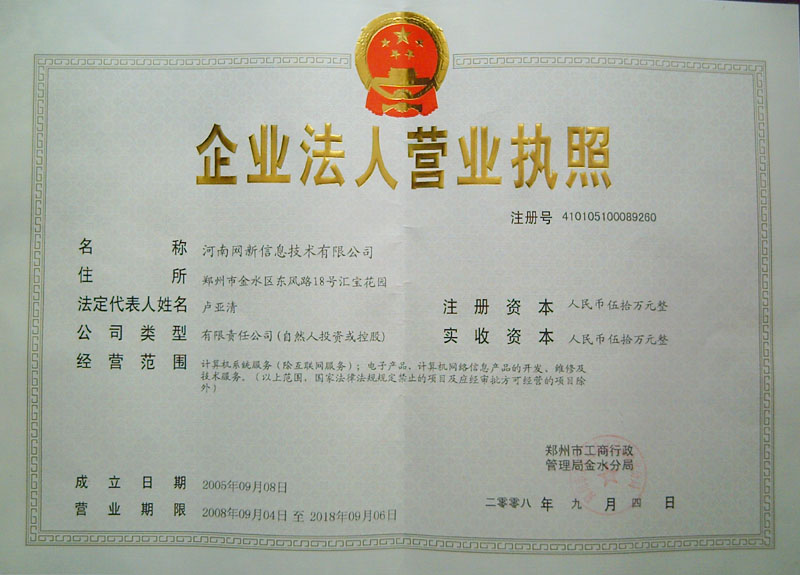 企业法人营业执照
注册号 410105100089260
名称 河南网新信息技术有限公司
住所 郑州市金水区东风路18号汇宝花园
法定代表人姓名 卢亚清
注册资本 人民币伍拾万元整
公司类型 有限责任公司(自然人投资或控股)
实收资本 人民币伍拾万元整
经营范围 计算机系统服务(除互联网服务);电子产品、计算机网络信息产品的开发、维修及
技术服务。(以上范围,国家法律法规规定禁止的项目及应经审批方可经营的项目除
外)
郑州市工商行政
管理局金水分局
成立日期 2005年09月08日
营业期限 2008年09月04日 至 2018年09月06日
二零零八 年 九 月 四 日